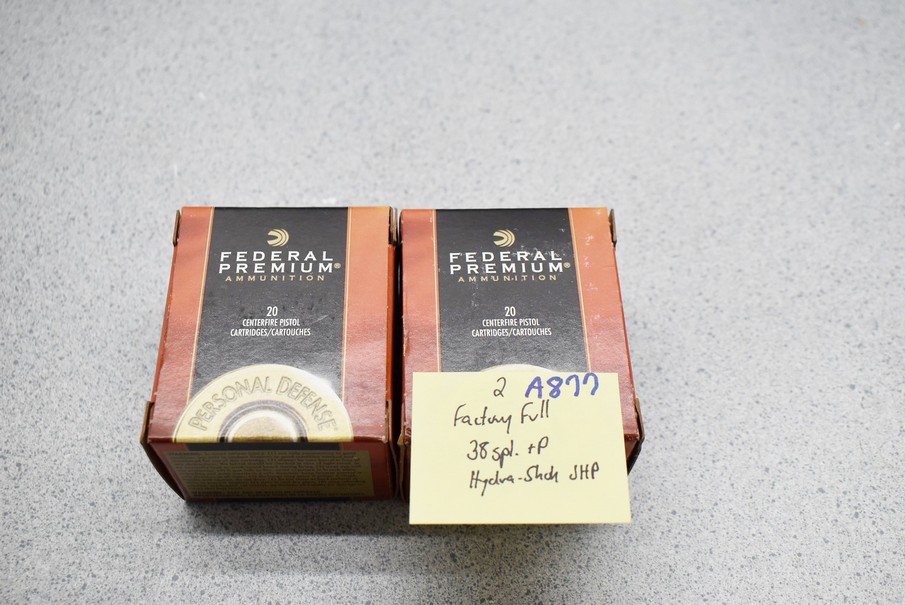 FEDERAL
PREMIUM®
AMMUNITION
20
CENTERFIRE PISTOL
CARTRIDGES/CARTOUCHES
PERSONAL DEFENSE
FEDERAL
PREMIUM®
AMMUNITION
20
CENTERFIRE PISTOL
CARTRIDGES/CARTOUCHES
2 A877
Factory Full
38 spl. +P
Hydra-Shok JHP